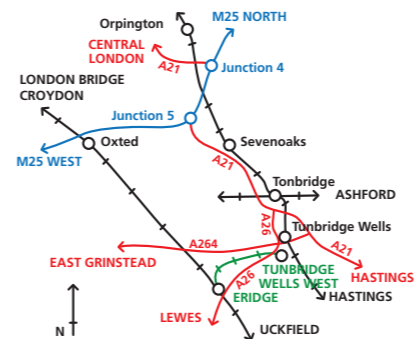 Orpington
M25 NORTH
CENTRAL
LONDON
A21
Junction 4
LONDON BRIDGE
CROYDON
Junction 5
Oxted
Sevenoaks
M25 WEST
A21
Tonbridge
ASHFORD
A26
Tunbridge Wells
A264
A21
EAST GRINSTEAD
TUNBRIDGE
WELLS WEST
HASTINGS
A26
ERIDGE
HASTINGS
LEWES
N
UCKFIELD